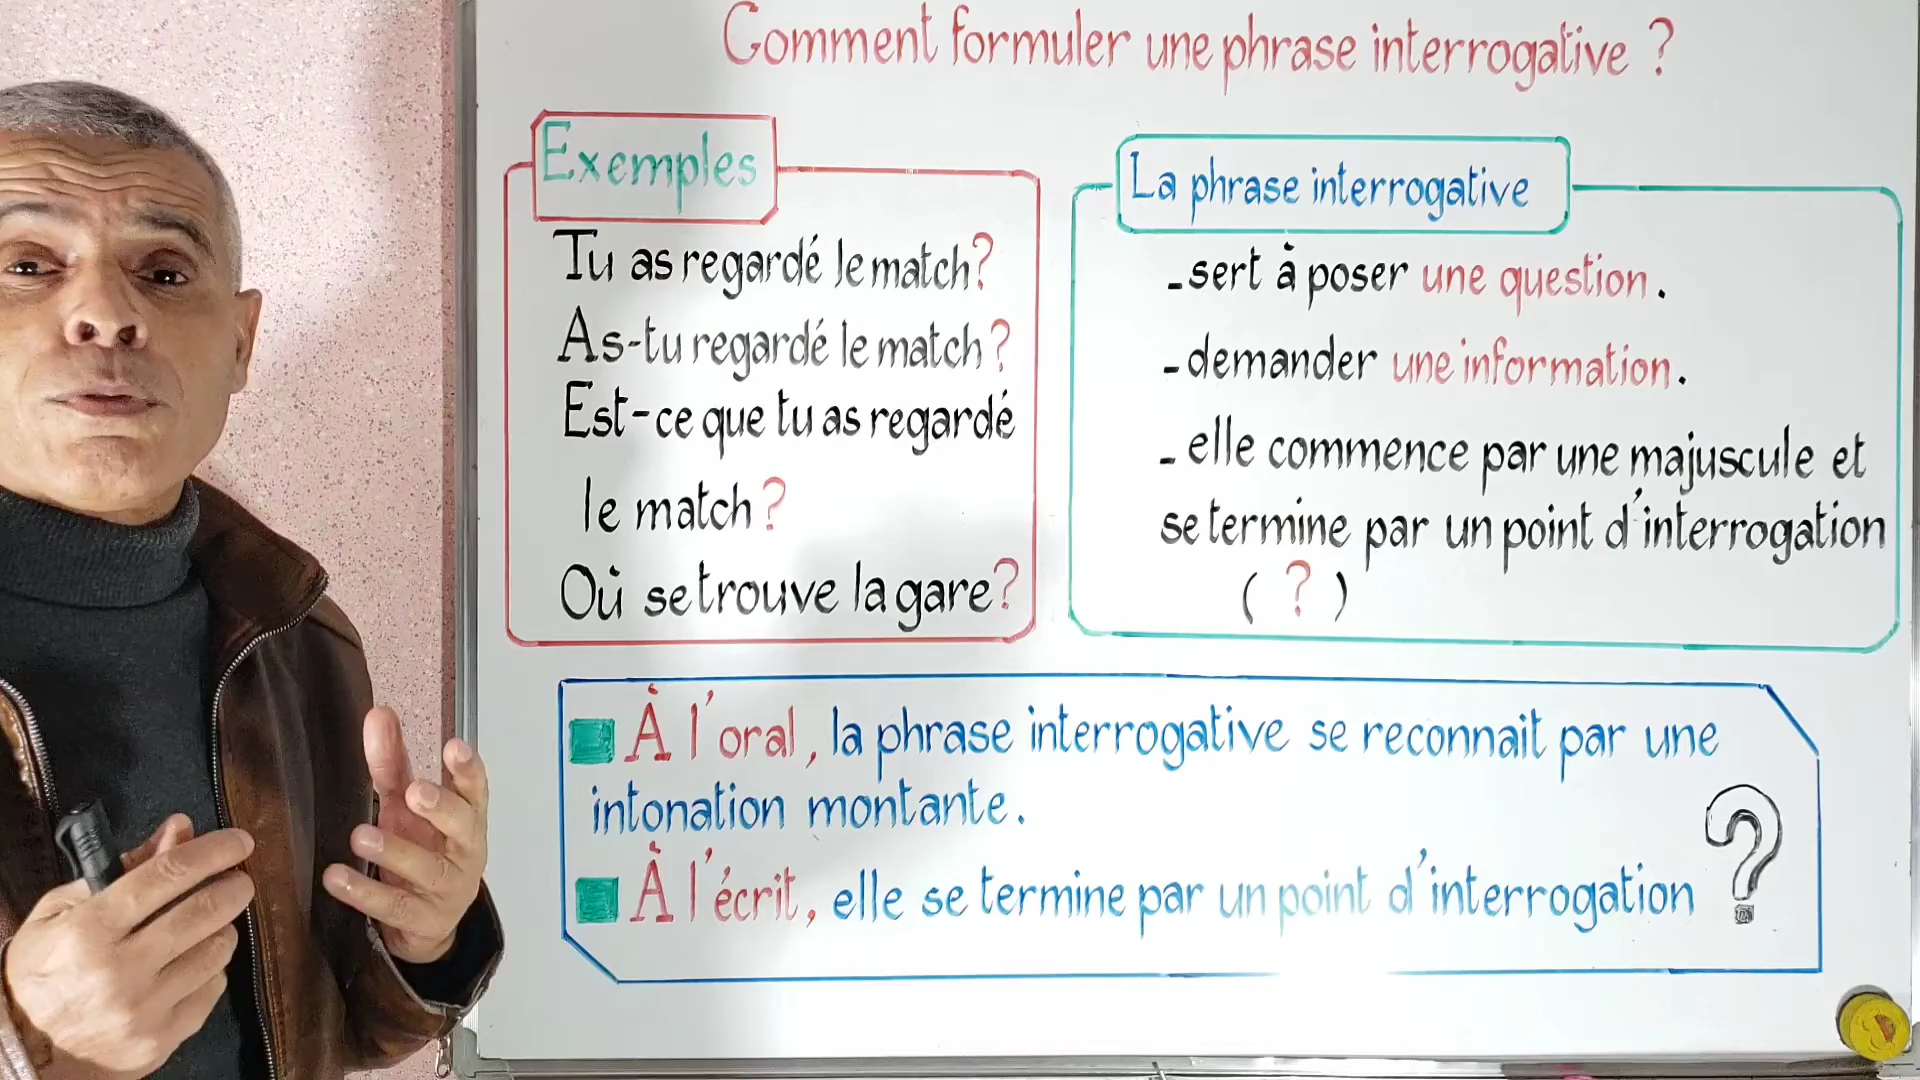 Comment formuler une phrase interrogative ?
Exemples
Tu as regardé le match?
As-tu regardé le match?
Est-ce que tu as regardé
le match?
Où se trouve la gare?
La phrase interrogative
- sert à poser une question.
- demander une information.
- elle commence par une majuscule et
se termine par un point d'interrogation
( ? )
À l'oral, la phrase interrogative se reconnait par une
intonation montante.
À l'écrit, elle se termine par un point d'interrogation ?